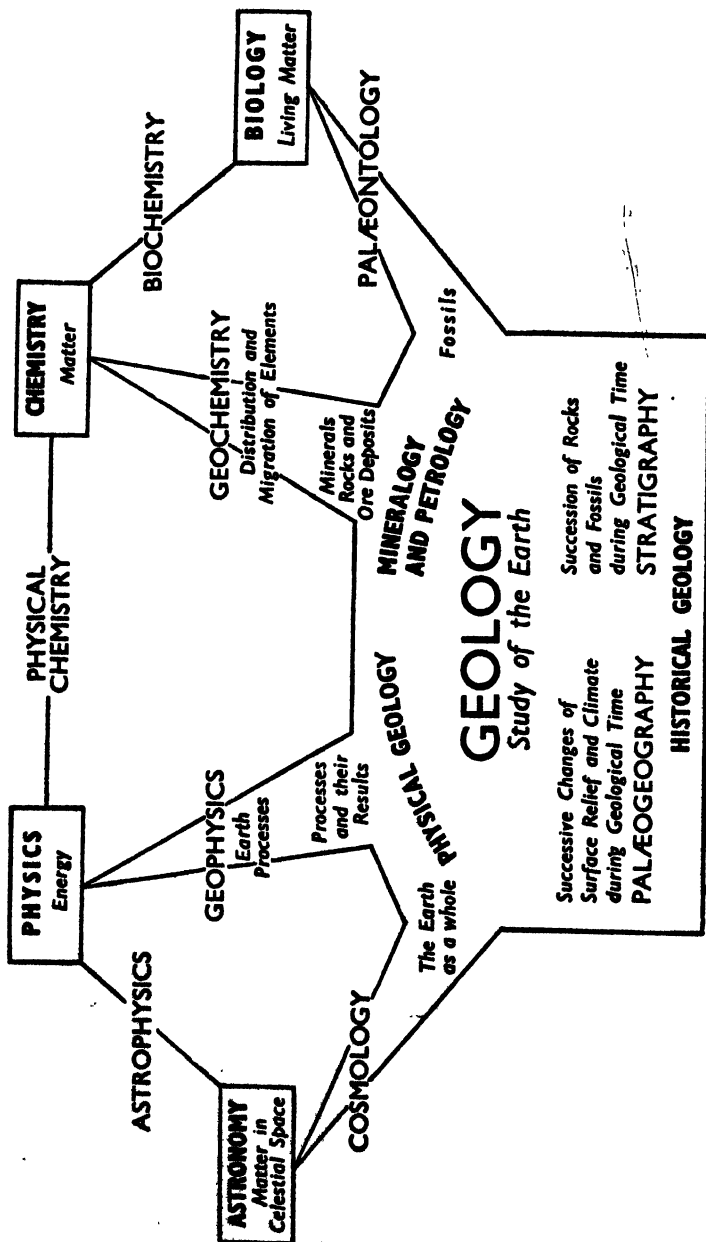 PHYSICS
Energy
PHYSICAL
CHEMISTRY
CHEMISTRY
Matter
ASTROPHYSICS
BIOCHEMISTRY
ASTRONOMY
Matter in
Celestial Space
BIOLOGY
Living Matter
COSMOLOGY
GEOPHYSICS
Earth
Processes
GEOCHEMISTRY
Distribution and
Migration of Elements
PALÆONTOLOGY
The Earth
as a whole
Processes
and their
Results
Minerals
Rocks and
Ore Deposits
Fossils
PHYSICAL GEOLOGY
MINERALOGY
AND PETROLOGY
GEOLOGY
Study of the Earth
Successive Changes of
Surface Relief and Climate
during Geological Time
PALÆOGEOGRAPHY
Succession of Rocks
and Fossils
during Geological Time
STRATIGRAPHY
HISTORICAL GEOLOGY